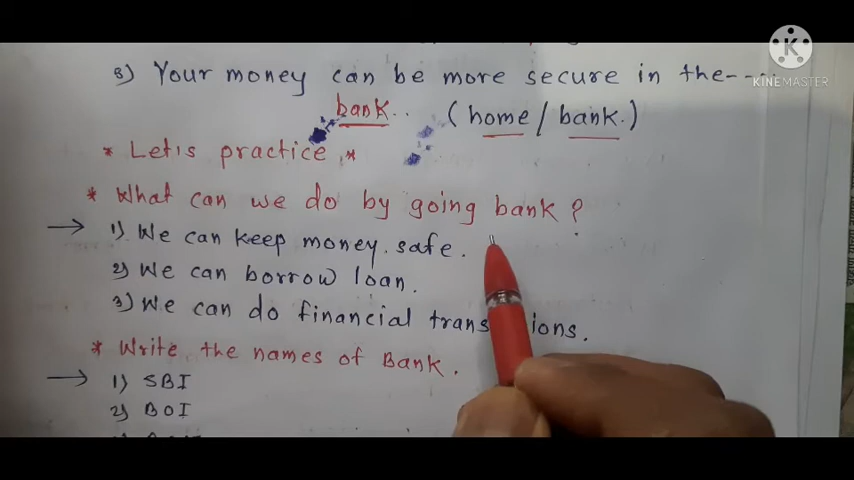 8) Your money can be more secure in the----
bank.. (home/bank.)
* Let's practice *
* What can we do by going bank?
→ 1) We can keep money safe.
2) We can borrow loan.
3) We can do financial trans ions.
* Write the names of Bank.
→ 1) SBI
2) BOI
K
KINEMASTER